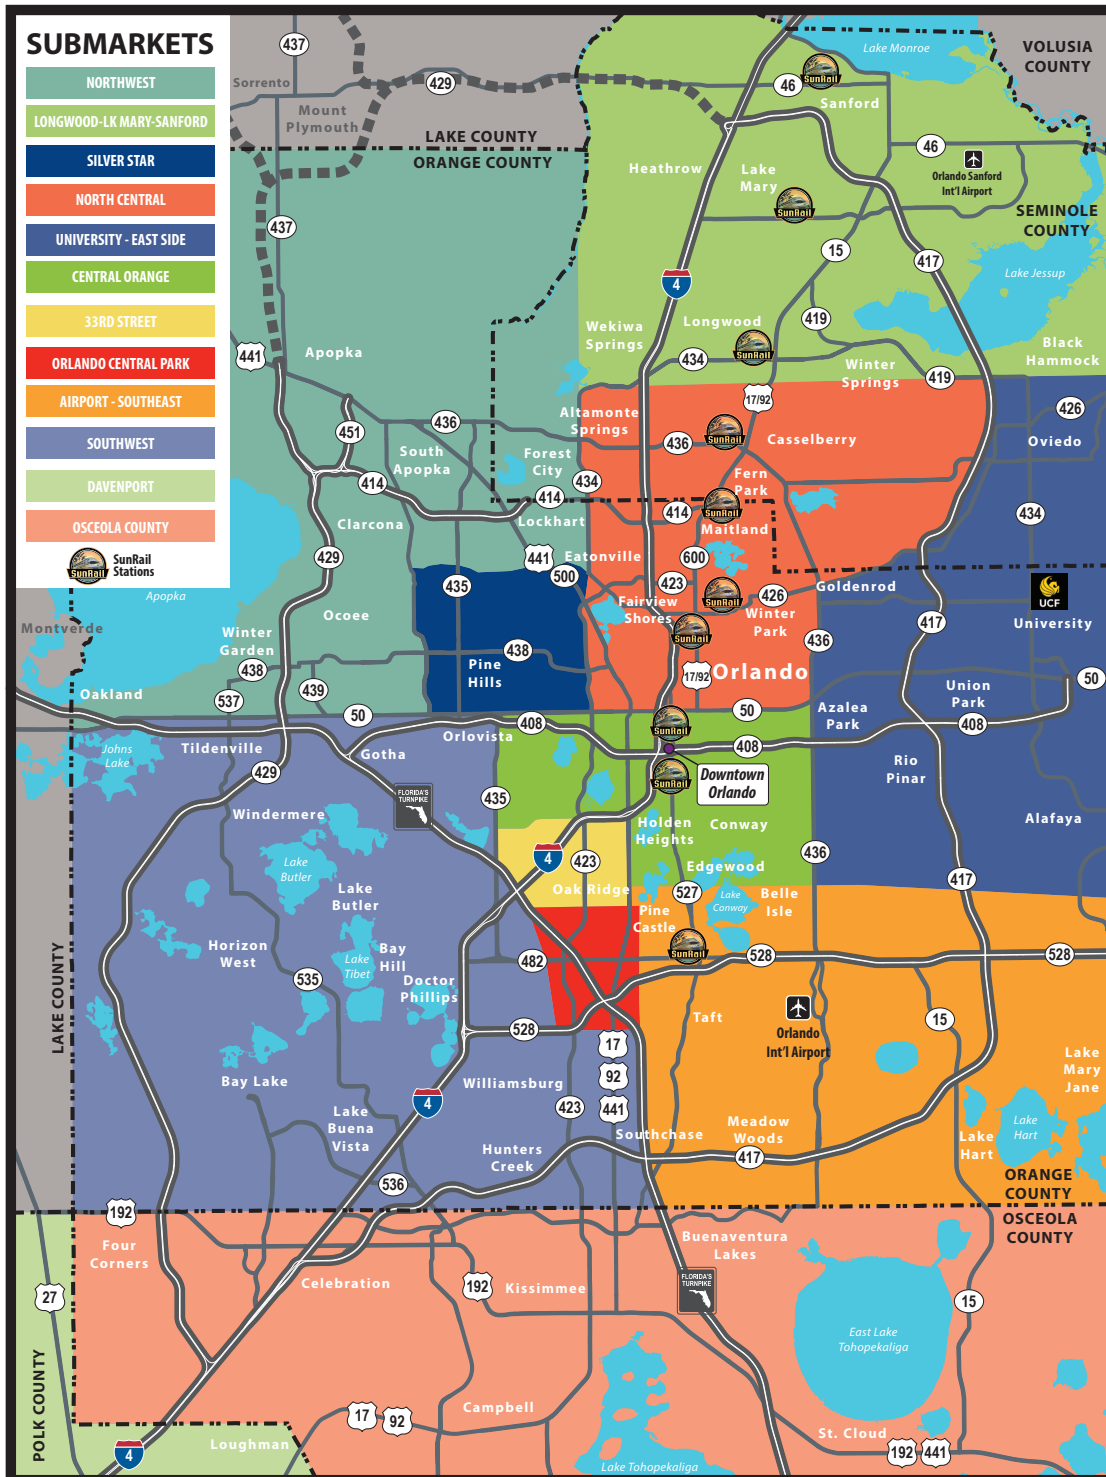 SUBMARKETS
NORTHWEST
LONGWOOD-LK MARY-SANFORD
SILVER STAR
NORTH CENTRAL
UNIVERSITY - EAST SIDE
CENTRAL ORANGE
33RD STREET
ORLANDO CENTRAL PARK
AIRPORT - SOUTHEAST
SOUTHWEST
DAVENPORT
OSCEOLA COUNTY
SunRail
SunRail
Stations
437
Sorrento
429
Mount
Plymouth
LAKE COUNTY
ORANGE COUNTY
Lake Monroe
VOLUSIA
COUNTY
SunRail
46
Sanford
46
Orlando Sanford
Int'l Airport
Heathrow
Lake
Mary
SunRail
SEMINOLE
COUNTY
437
15
417
Lake Jessup
4
419
Wekiwa
Springs
Longwood
SunRail
434
Black
Hammock
441
Apopka
Winter
Springs
419
17/92
426
Altamonte
Springs
436
451
SunRail
436
Casselberry
Oviedo
South
Apopka
Forest
City
434
Fern
Park
414
414
414
SunRail
434
Clarcona
Lockhart
Maitland
429
441
Eatonville
600
500
435
423
Goldenrod
Apopka
SunRail
426
UCF
Fairview
Shores
Winter
Park
Ocoee
417
University
Montverde
Winter
Garden
SunRail
436
438
Pine
Hills
438
17/92
Orlando
50
Oakland
439
537
Union
Park
50
50
Azalea
Park
408
Orlovista
SunRail
408
408
Johns
Lake
Tildenville
Gotha
Rio
Pinar
429
Downtown
Orlando
SunRail
FLORIDA'S
TURNPIKE
435
Windermere
Holden
Heights
Conway
Alafaya
4
423
436
Lake
Butler
Edgewood
417
Lake
Butler
Oak Ridge
527
Lake
Conway
Belle
Isle
Pine
Castle
Horizon
West
Bay
Hill
SunRail
528
528
Lake
Tibet
482
535
Doctor
Phillips
LAKE COUNTY
528
Taft
Orlando
Int'l Airport
15
17
Lake
Mary
Jane
92
Bay Lake
Williamsburg
4
423
441
Lake
Buena
Vista
Southchase
Meadow
Woods
Lake
Hart
Lake
Hart
Hunters
Creek
417
536
ORANGE
COUNTY
192
OSCEOLA
COUNTY
Four
Corners
Buenaventura
Lakes
Celebration
192
Kissimmee
FLORIDA'S
TURNPIKE
27
15
East Lake
Tohopekaliga
POLK COUNTY
Campbell
17
92
St. Cloud
Loughman
4
192
441
Lake Tohopekaliga